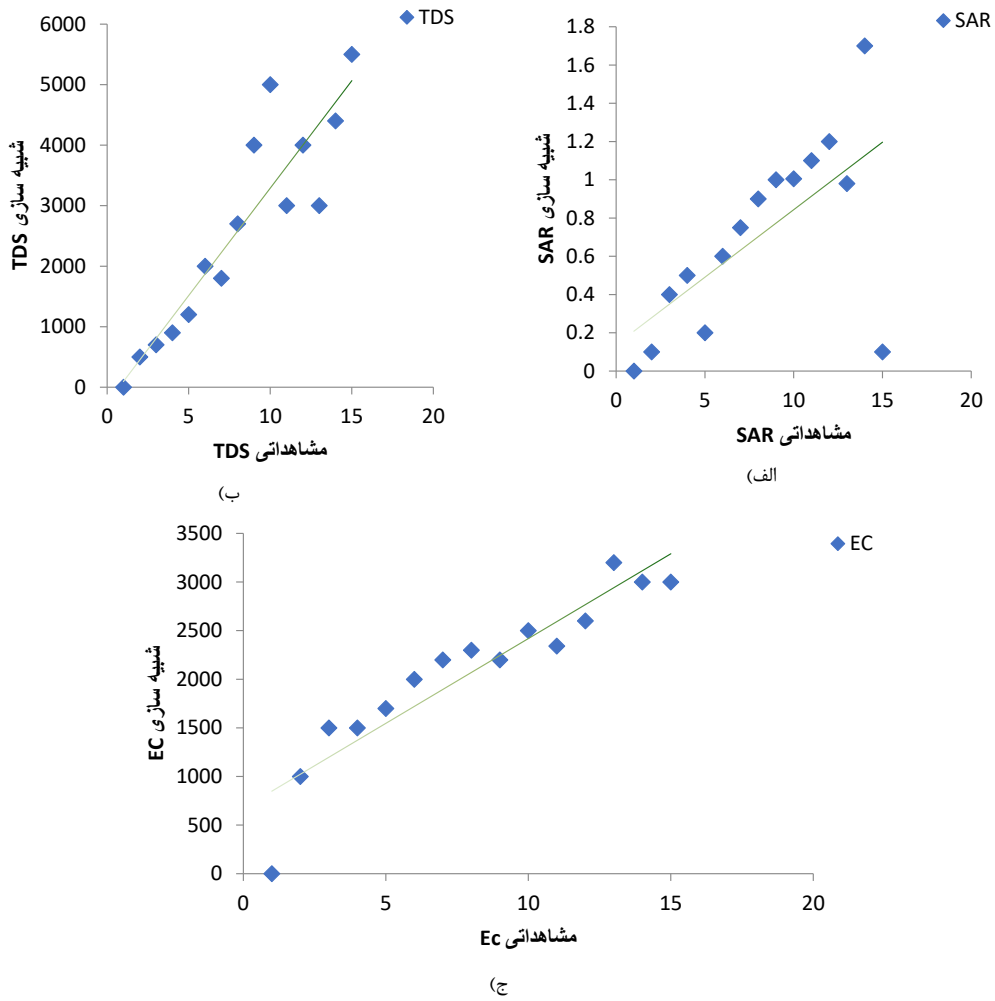 TDS
6000
5000
4000
3000
2000
1000
0
0 5 10 15 20
شبیه سازی TDS
مشاهداتی TDS
ب)
SAR
1.8
1.6
1.4
1.2
1
0.8
0.6
0.4
0.2
0
0 5 10 15 20
شبیه سازی SAR
مشاهداتی SAR
الف)
EC
3500
3000
2500
2000
1500
1000
500
0
0 5 10 15 20
شبیه سازی EC
مشاهداتی Ec
ج)